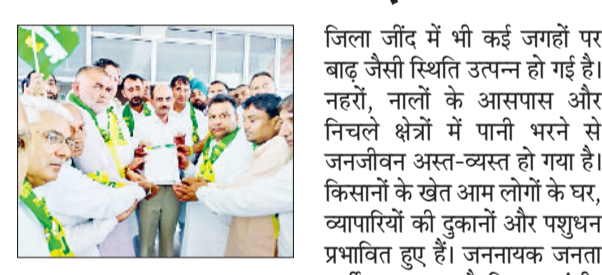 जिला जींद में भी कई जगहों पर
बाढ़ जैसी स्थिति उत्पन्न हो गई है।
नहरों, नालों के आसपास और
निचले क्षेत्रों में पानी भरने से
जनजीवन अस्त-व्यस्त हो गया है।
किसानों के खेत आम लोगों के घर,
व्यापारियों की दुकानों और पशुधन
प्रभावित हुए हैं। जननायक जनता